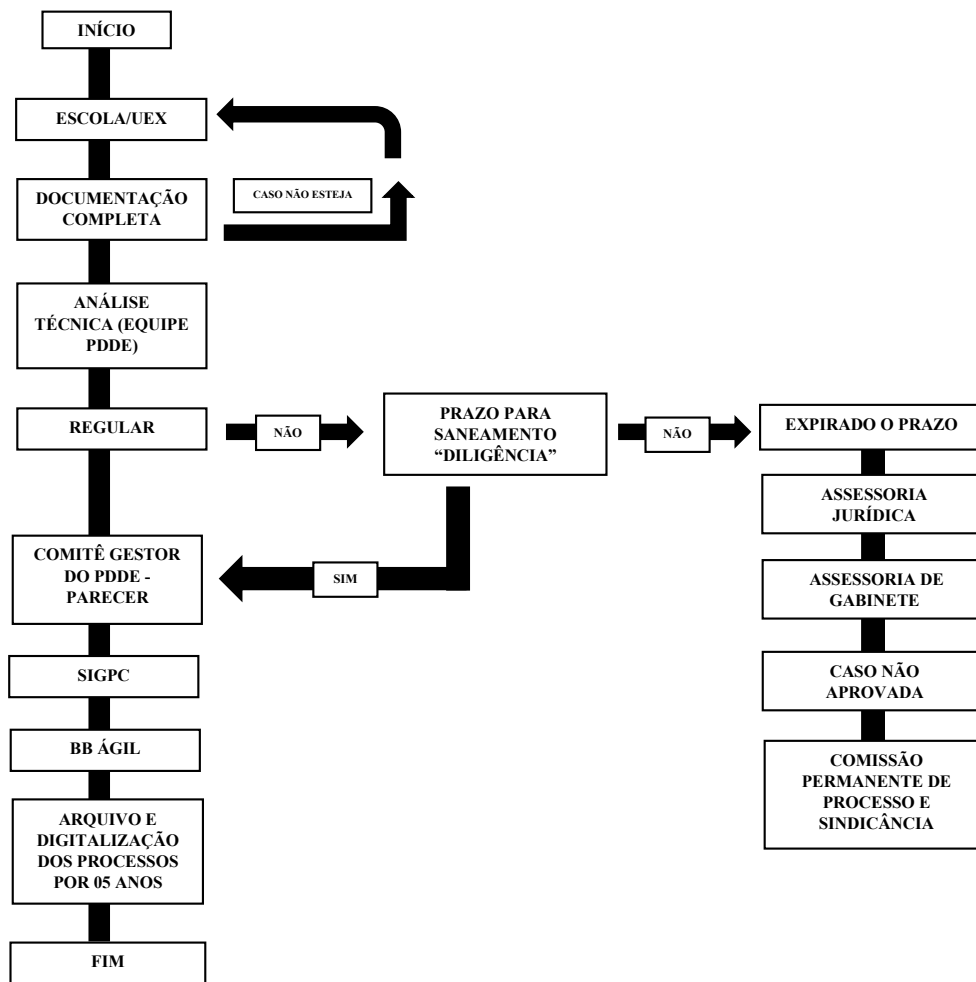 INÍCIO
ESCOLA/UEX
DOCUMENTAÇÃO
COMPLETA
CASO NÃO ESTEJA
ANÁLISE
TÉCNICA (EQUIPE
PDDE)
REGULAR
NÃO
PRAZO PARA
SANEAMENTO
“DILIGÊNCIA”
NÃO
EXPIRADO O PRAZO
ASSESSORIA
JURÍDICA
COMITÊ GESTOR
DO PDDE -
PARECER
SIM
ASSESSORIA DE
GABINETE
SIGPC
CASO NÃO
APROVADA
BB ÁGIL
COMISSÃO
PERMANENTE DE
PROCESSO E
SINDICÂNCIA
ARQUIVO E
DIGITALIZAÇÃO
DOS PROCESSOS
POR 05 ANOS
FIM